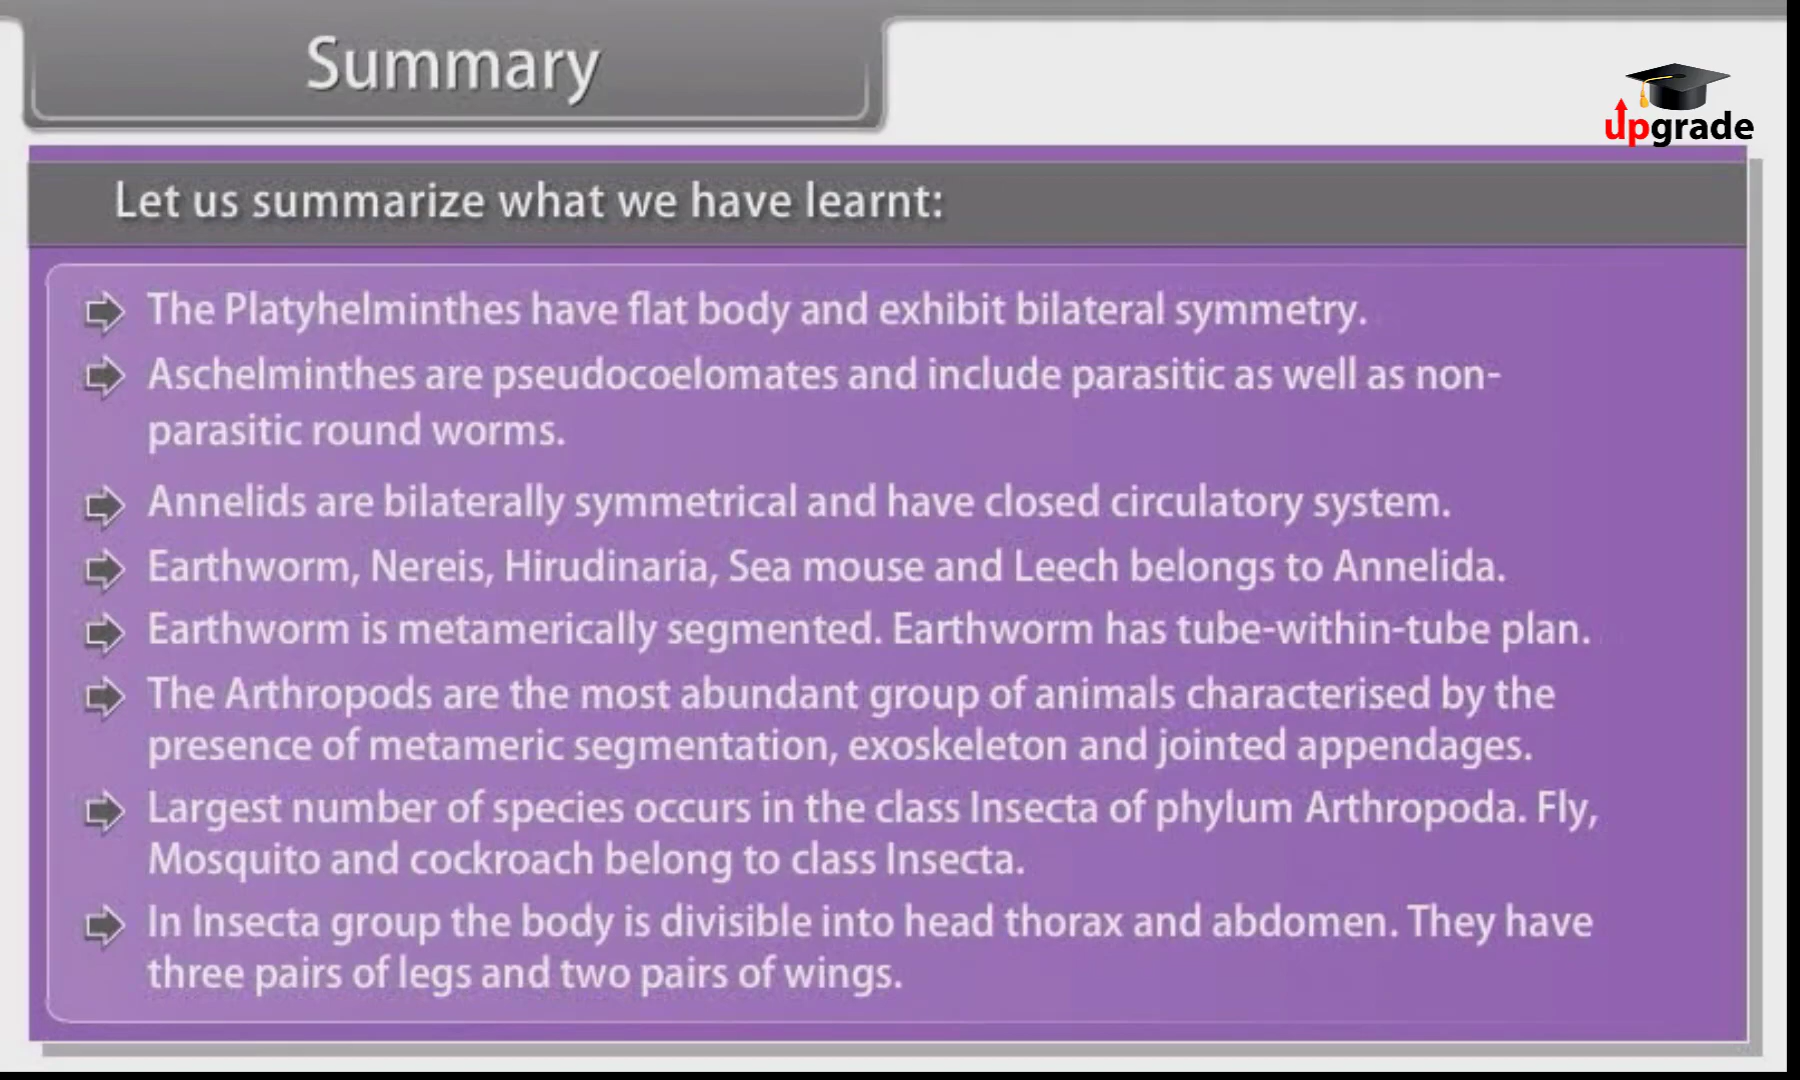 Summary
upgrade
Let us summarize what we have learnt:
The Platyhelminthes have flat body and exhibit bilateral symmetry.
Aschelminthes are pseudocoelomates and include parasitic as well as non-
parasitic round worms.
Annelids are bilaterally symmetrical and have closed circulatory system.
Earthworm, Nereis, Hirudinaria, Sea mouse and Leech belongs to Annelida.
Earthworm is metamerically segmented. Earthworm has tube-within-tube plan.
The Arthropods are the most abundant group of animals characterised by the
presence of metameric segmentation, exoskeleton and jointed appendages.
Largest number of species occurs in the class Insecta of phylum Arthropoda. Fly,
Mosquito and cockroach belong to class Insecta.
In Insecta group the body is divisible into head thorax and abdomen. They have
three pairs of legs and two pairs of wings.